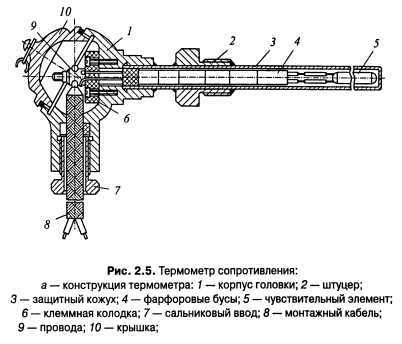 10
9
1
2
3
4
5
6
7
8
Рис. 2.5. Термометр сопротивления:
а — конструкция термометра: 1 — корпус головки; 2 — штуцер;
3 — защитный кожух; 4 — фарфоровые бусы; 5 — чувствительный элемент;
6 — клеммная колодка; 7 — сальниковый ввод; 8 — монтажный кабель;
9 — провода; 10 — крышка;